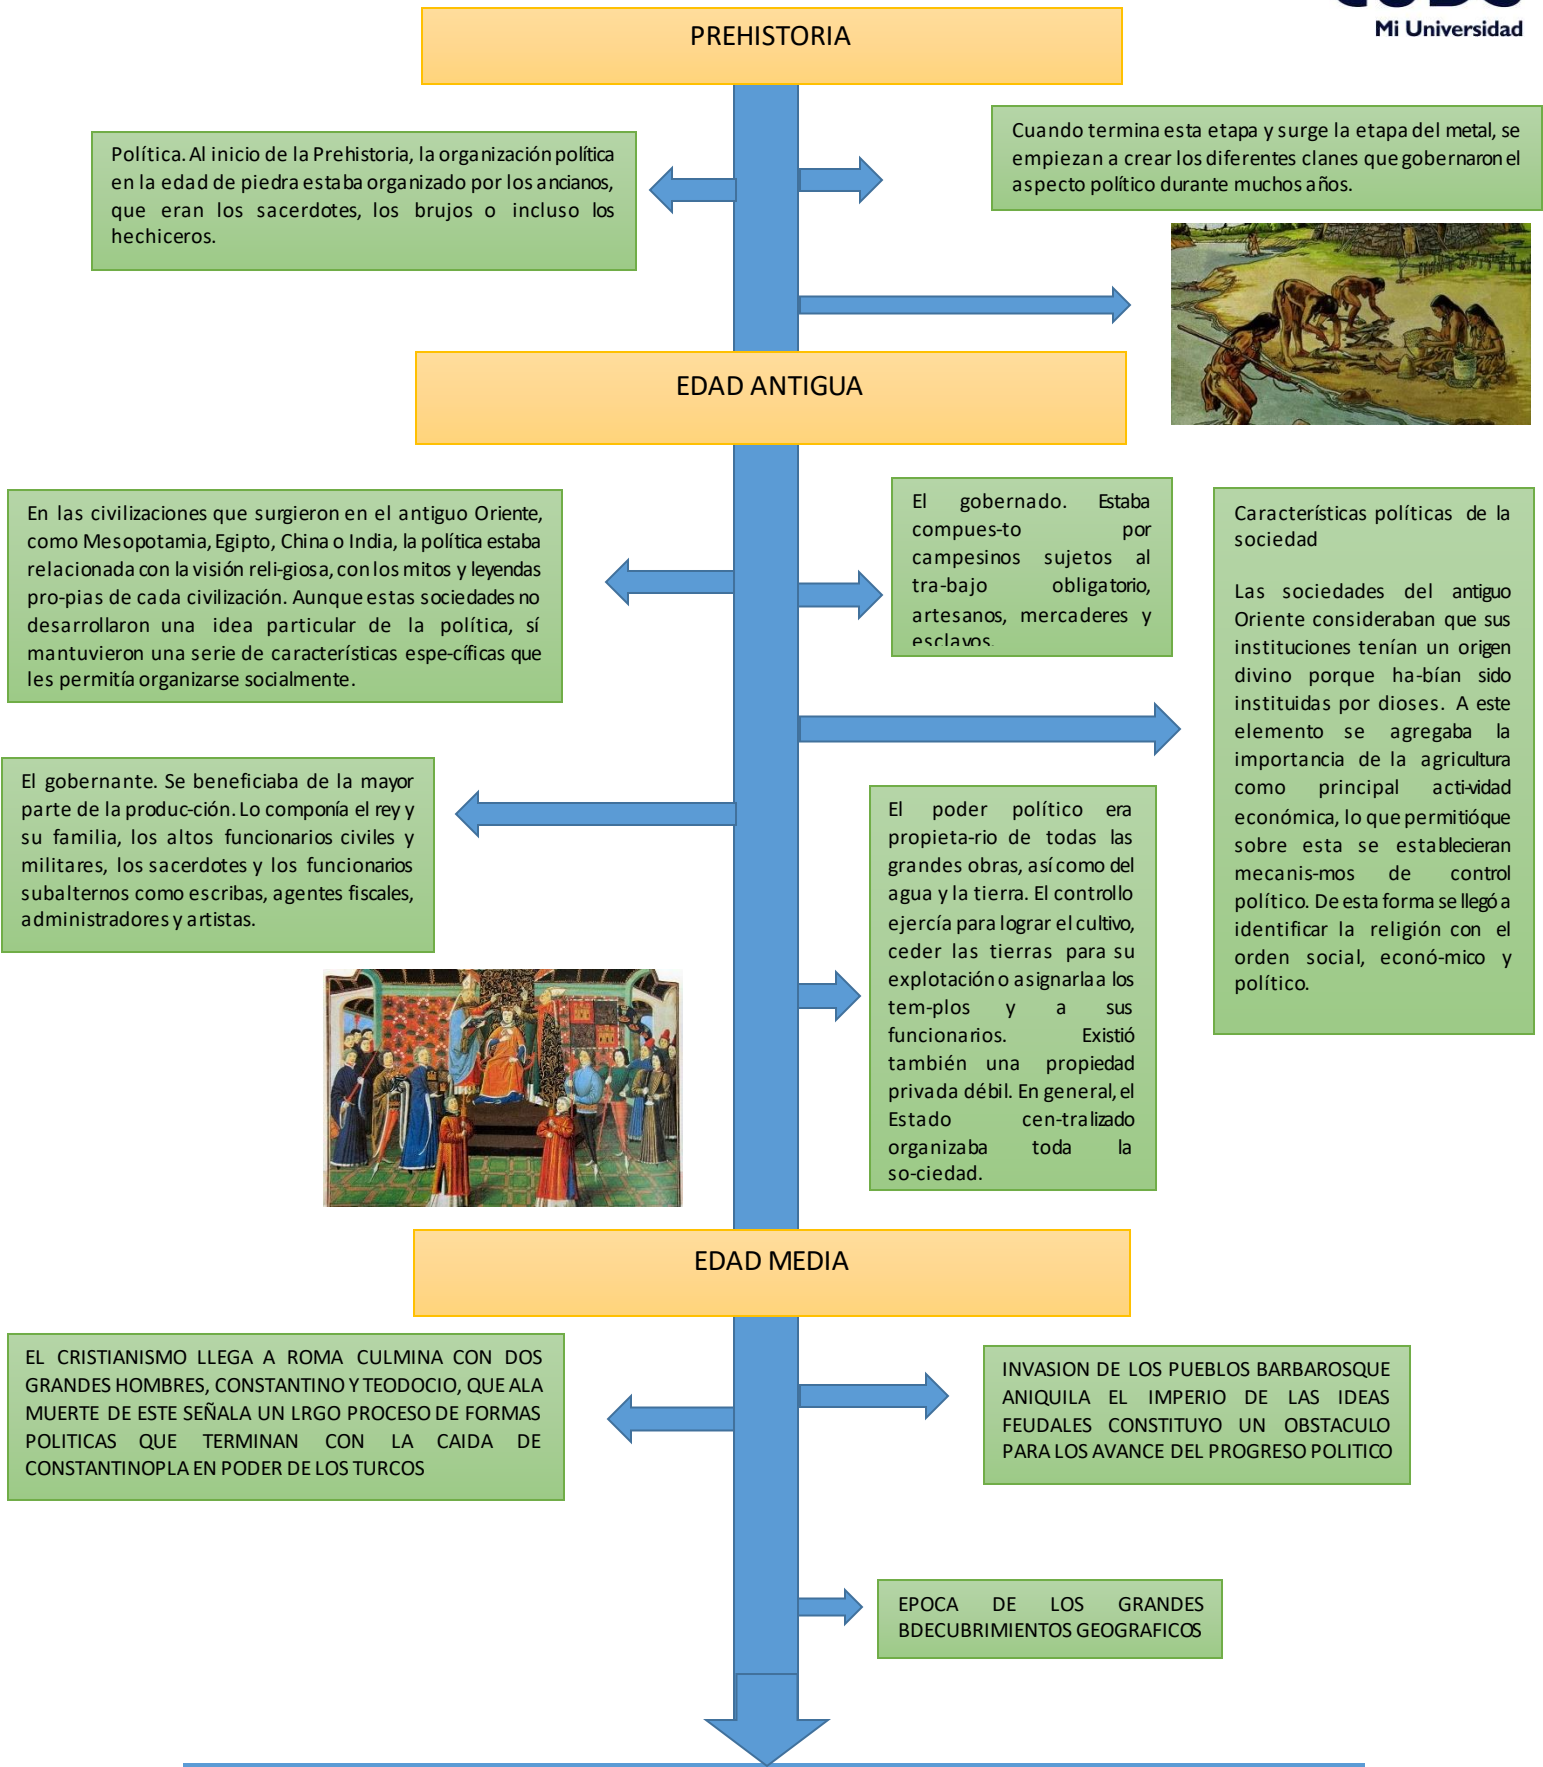 Mi Universidad
PREHISTORIA
Política. Al inicio de la Prehistoria, la organización política
en la edad de piedra estaba organizado por los ancianos,
que eran los sacerdotes, los brujos o incluso los
hechiceros.
Cuando termina esta etapa y surge la etapa del metal, se
empiezan a crear los diferentes clanes que gobernaron el
aspecto político durante muchos años.
EDAD ANTIGUA
En las civilizaciones que surgieron en el antiguo Oriente,
como Mesopotamia, Egipto, China o India, la política estaba
relacionada con la visión reli-giosa, con los mitos y leyendas
pro-pias de cada civilización. Aunque estas sociedades no
desarrollaron una idea particular de la política, sí
mantuvieron una serie de características espe-cíficas que
les permitía organizarse socialmente.
El gobernado. Estaba
compues-to por
campesinos sujetos al
tra-bajo obligatorio,
artesanos, mercaderes y
esclavos.
Características políticas de la
sociedad
Las sociedades del antiguo
Oriente consideraban que sus
instituciones tenían un origen
divino porque ha-bían sido
instituidas por dioses. A este
elemento se agregaba la
importancia de la agricultura
como principal acti-vidad
económica, lo que permitió que
sobre esta se establecieran
mecanis-mos de control
político. De esta forma se llegó a
identificar la religión con el
orden social, econó-mico y
político.
El gobernante. Se beneficiaba de la mayor
parte de la produc-ción. Lo componía el rey y
su familia, los altos funcionarios civiles y
militares, los sacerdotes y los funcionarios
subalternos como escribas, agentes fiscales,
administradores y artistas.
El poder político era
propieta-rio de todas las
grandes obras, así como del
agua y la tierra. El control lo
ejercía para lograr el cultivo,
ceder las tierras para su
explotación o asignarla a los
tem-plos y a sus
funcionarios. Existió
también una propiedad
privada débil. En general, el
Estado cen-tralizado
organizaba toda la
so-ciedad.
EDAD MEDIA
EL CRISTIANISMO LLEGA A ROMA CULMINA CON DOS
GRANDES HOMBRES, CONSTANTINO Y TEODOCIO, QUE ALA
MUERTE DE ESTE SEÑALA UN LRGO PROCESO DE FORMAS
POLITICAS QUE TERMINAN CON LA CAIDA DE
CONSTANTINOPLA EN PODER DE LOS TURCOS
INVASION DE LOS PUEBLOS BARBAROSQUE
ANIQUILA EL IMPERIO DE LAS IDEAS
FEUDALES CONSTITUYO UN OBSTACULO
PARA LOS AVANCE DEL PROGRESO POLITICO
EPOCA DE LOS GRANDES
BDECUBRIMIENTOS GEOGRAFICOS